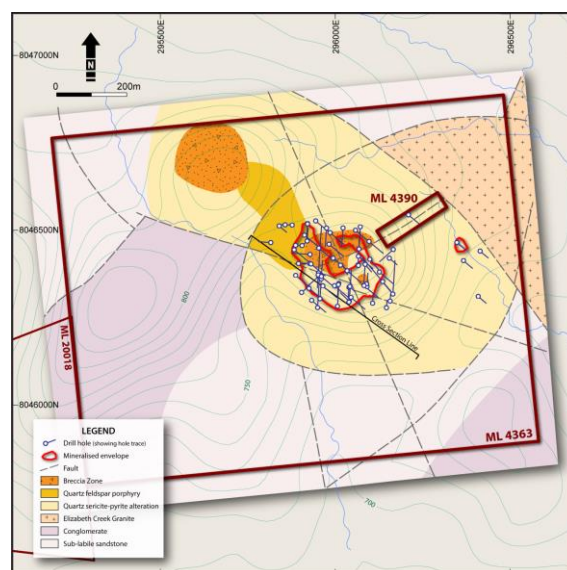 295500E
296000E
296500E
8047000N
N
200m
ML 4390
8046500N
ML 20018
800
Cross-Section Line
750
8046000N
ML 4363
700
LEGEND
Drill hole (showing hole trace)
Mineralised envelope
Fault
Breccia Zone
Quartz feldspar porphyry
Quartz sericite-pyrite alteration
Elizabeth Creek Granite
Conglomerate
Sub-labile sandstone